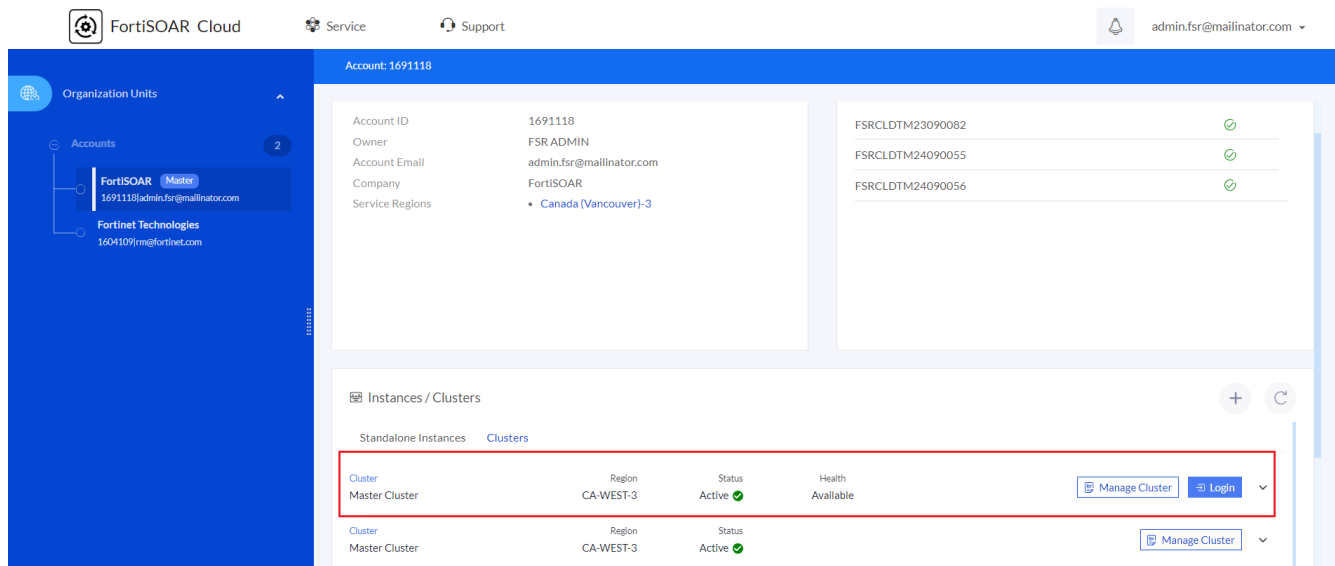 FortiSOAR Cloud
Service
Support
admin.fsr@mailinator.com
Organization Units
Accounts
2
FortiSOAR Master
1691118|admin.fsr@mailinator.com
Fortinet Technologies
1604109|rm@fortinet.com
Account: 1691118
Account ID 1691118
Owner FSR ADMIN
Account Email admin.fsr@mailinator.com
Company FortiSOAR
Service Regions • Canada (Vancouver)-3
FSRCLDTM23090082
FSRCLDTM24090055
FSRCLDTM24090056
Instances / Clusters
Standalone Instances Clusters
Cluster Region Status Health
Master Cluster CA-WEST-3 Active Available
Manage Cluster Login
Cluster Region Status
Master Cluster CA-WEST-3 Active
Manage Cluster